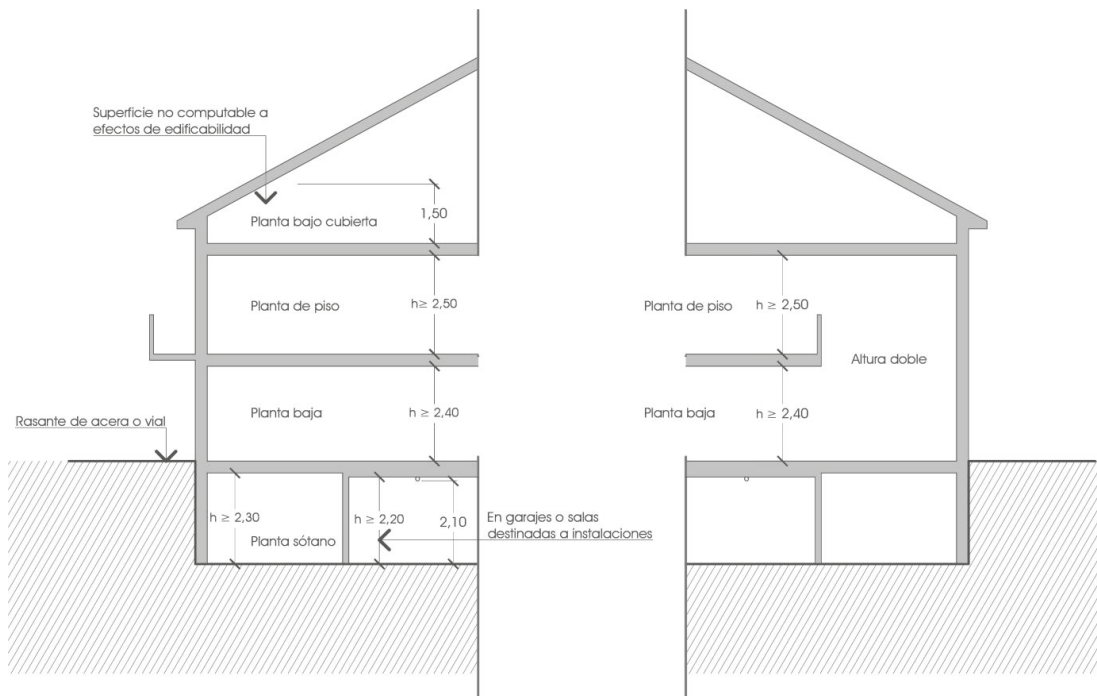 Superficie no computable a
efectos de edificabilidad
Planta bajo cubierta
1,50
Planta de piso
h ≥ 2,50
Planta de piso
h ≥ 2,50
Altura doble
Planta baja
h ≥ 2,40
Planta baja
h ≥ 2,40
Rasante de acera o vial
h ≥ 2,30
Planta sótano
h ≥ 2,20
2,10
En garajes o salas
destinadas a instalaciones